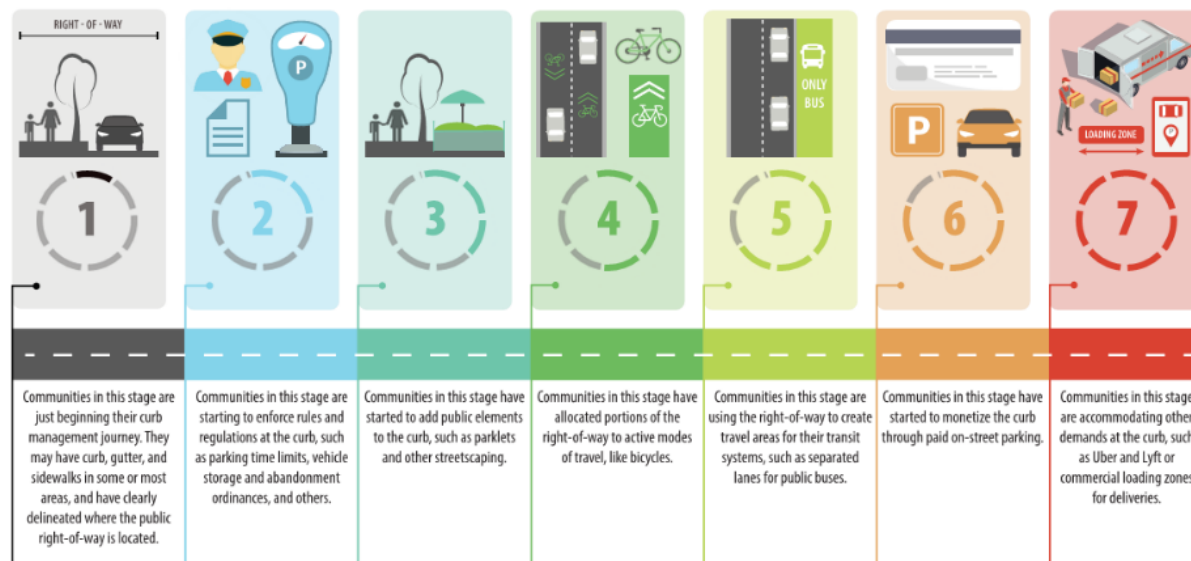 RIGHT - OF - WAY
P
ONLY
BUS
P
LOADING ZONE
P
1
2
3
4
5
6
7
Communities in this stage are
just beginning their curb
management journey. They
may have curb, gutter, and
sidewalks in some or most
areas, and have clearly
delineated where the public
right-of-way is located.
Communities in this stage are
starting to enforce rules and
regulations at the curb, such
as parking time limits, vehicle
storage and abandonment
ordinances, and others.
Communities in this stage have
started to add public elements
to the curb, such as parklets
and other streetscaping.
Communities in this stage have
allocated portions of the
right-of-way to active modes
of travel, like bicycles.
Communities in this stage are
using the right-of-way to create
travel areas for their transit
systems, such as separated
lanes for public buses.
Communities in this stage have
started to monetize the curb
through paid on-street parking.
Communities in this stage
are accommodating other
demands at the curb, such
as Uber and Lyft or
commercial loading zones
for deliveries.